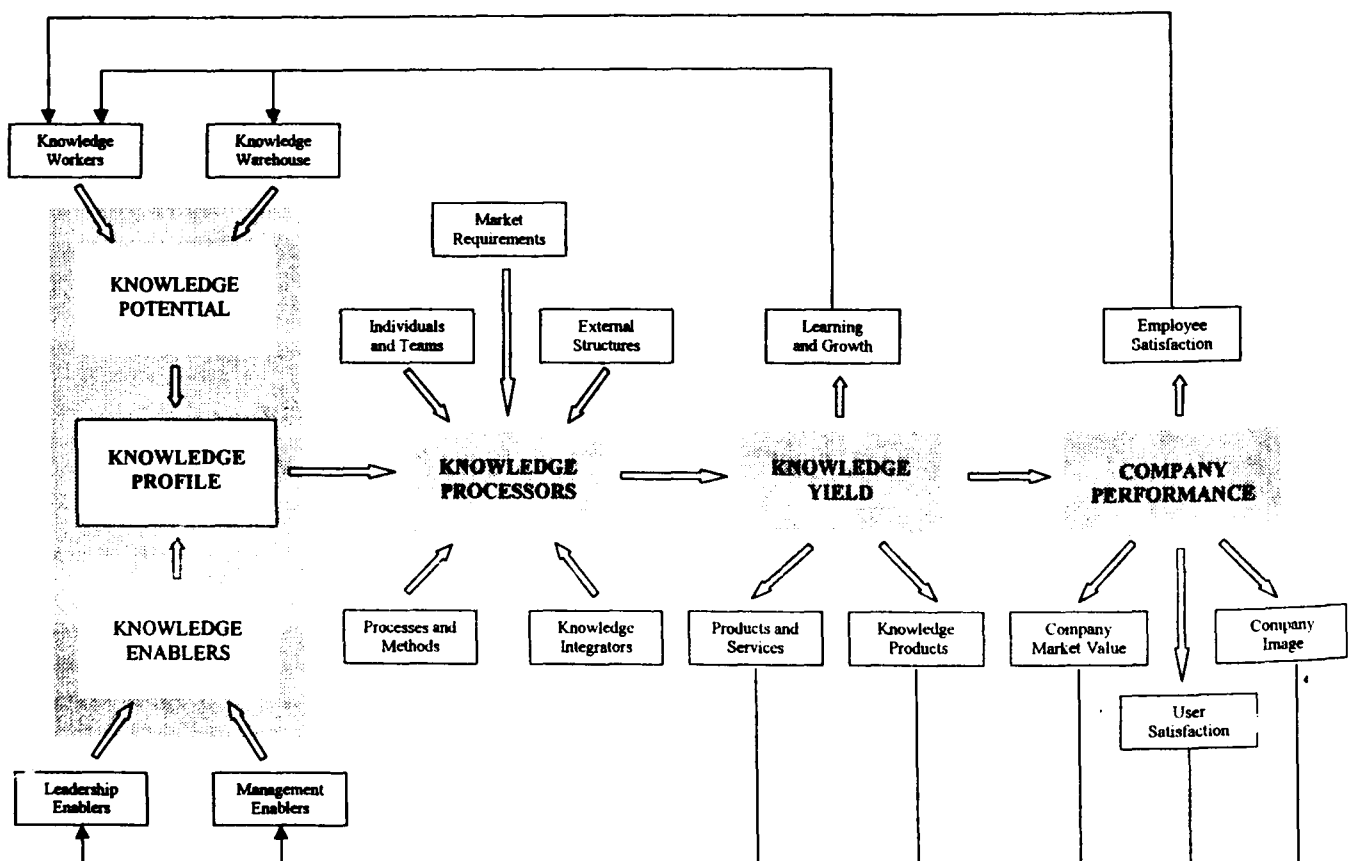 Knowledge
Workers
Knowledge
Warehouse
Market
Requirements
KNOWLEDGE
POTENTIAL
Individuals
and Teams
External
Structures
Learning
and Growth
Employee
Satisfaction
KNOWLEDGE
PROFILE
KNOWLEDGE
PROCESSORS
KNOWLEDGE
YIELD
COMPANY
PERFORMANCE
KNOWLEDGE
ENABLERS
Processes and
Methods
Knowledge
Integrators
Products and
Services
Knowledge
Products
Company
Market Value
Company
Image
User
Satisfaction
Leadership
Enablers
Management
Enablers